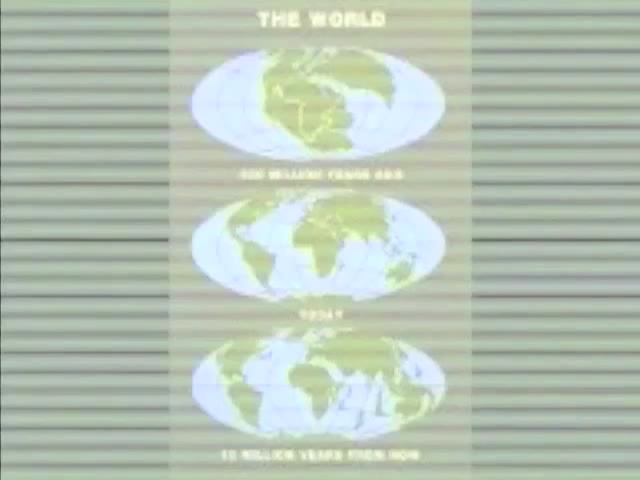 THE WORLD
MILLION YEARS AGO
TODAY
MILLION YEARS FROM NOW